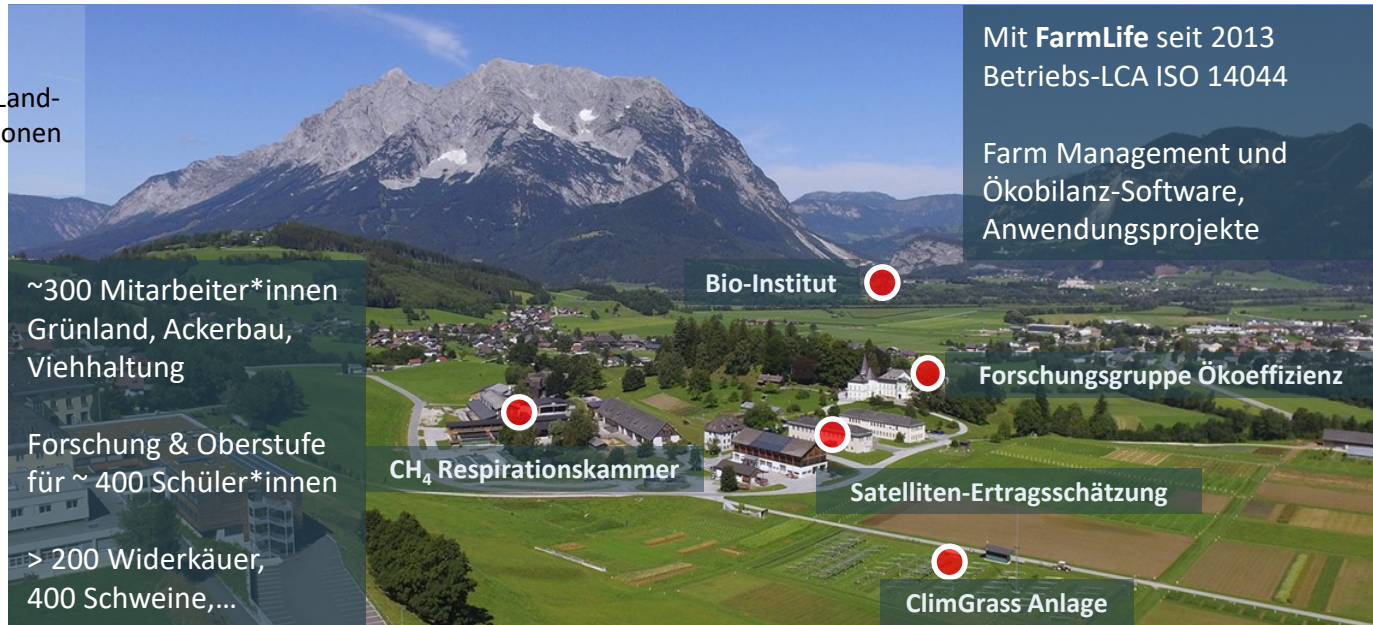 Land-
onen
Mit FarmLife seit 2013
Betriebs-LCA ISO 14044
Farm Management und
Ökobilanz-Software,
Anwendungsprojekte
Bio-Institut
~300 Mitarbeiter*innen
Grünland, Ackerbau,
Viehhaltung
Forschung & Oberstufe
für ~ 400 Schüler*innen
> 200 Widerkäuer,
400 Schweine,…
Forschungsgruppe Ökoeffizienz
CH₄ Respirationskammer
Satelliten-Ertragsschätzung
ClimGrass Anlage